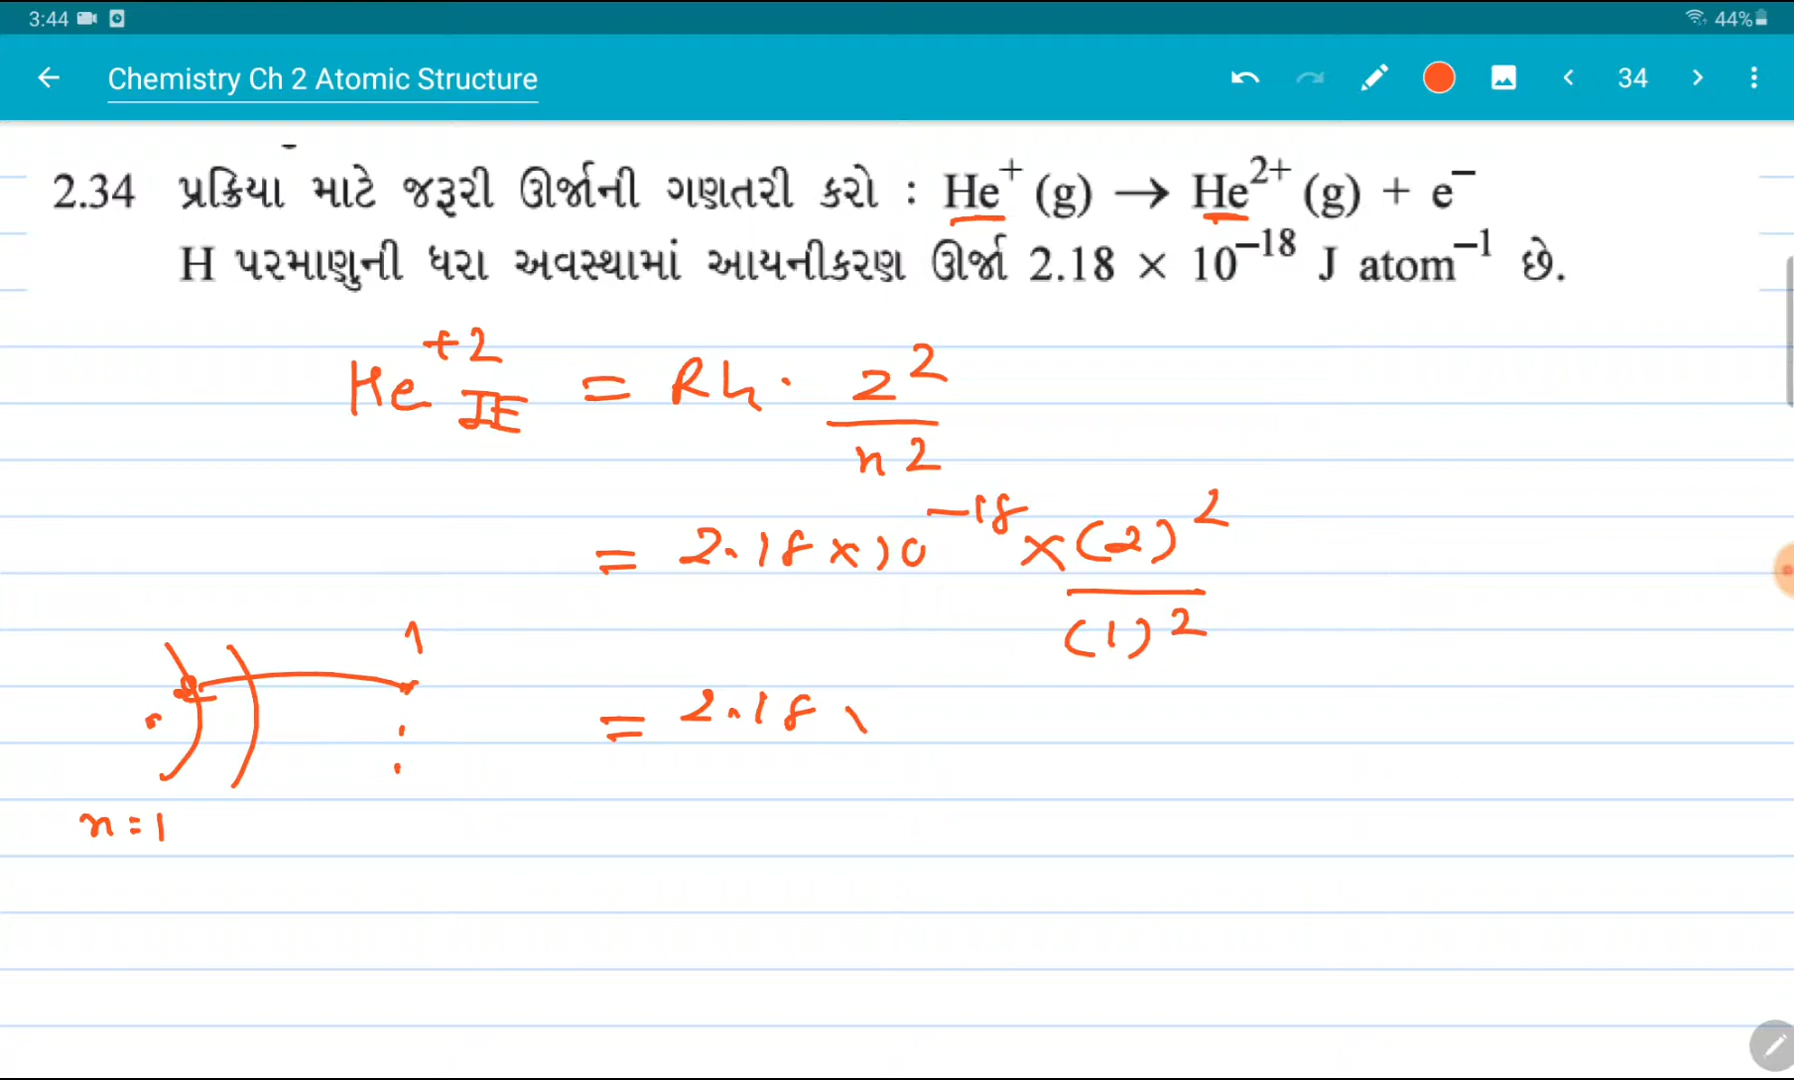 3:44 44%
Chemistry Ch 2 Atomic Structure 34
2.34 પ્રક્રિયા માટે જરૂરી ઊર્જાની ગણતરી કરો : He⁺ (g) → He²⁺ (g) + e⁻
H પરમાણુની ધરા અવસ્થામાં આયનીકરણ ઊર્જા 2.18 × 10⁻¹⁸ J atom⁻¹ છે.
He⁺² IE = Rh · z²/n²
= 2.18 × 10⁻¹⁸ × (2)²/(1)²
= 2.18
n = 1